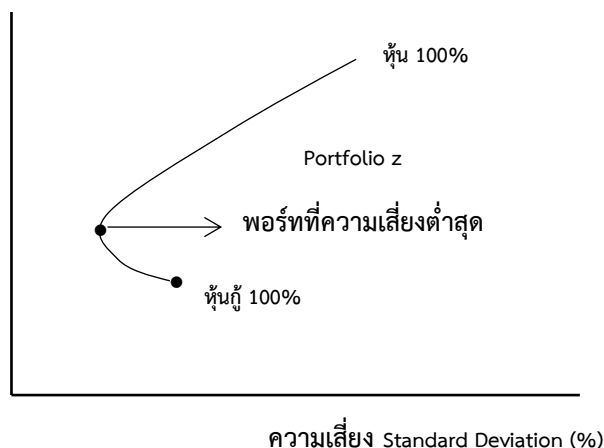 หุ้น 100%
Portfolio z
พอร์ทที่ความเสี่ยงต่ำสุด
หุ้นกู้ 100%
ความเสี่ยง Standard Deviation (%)